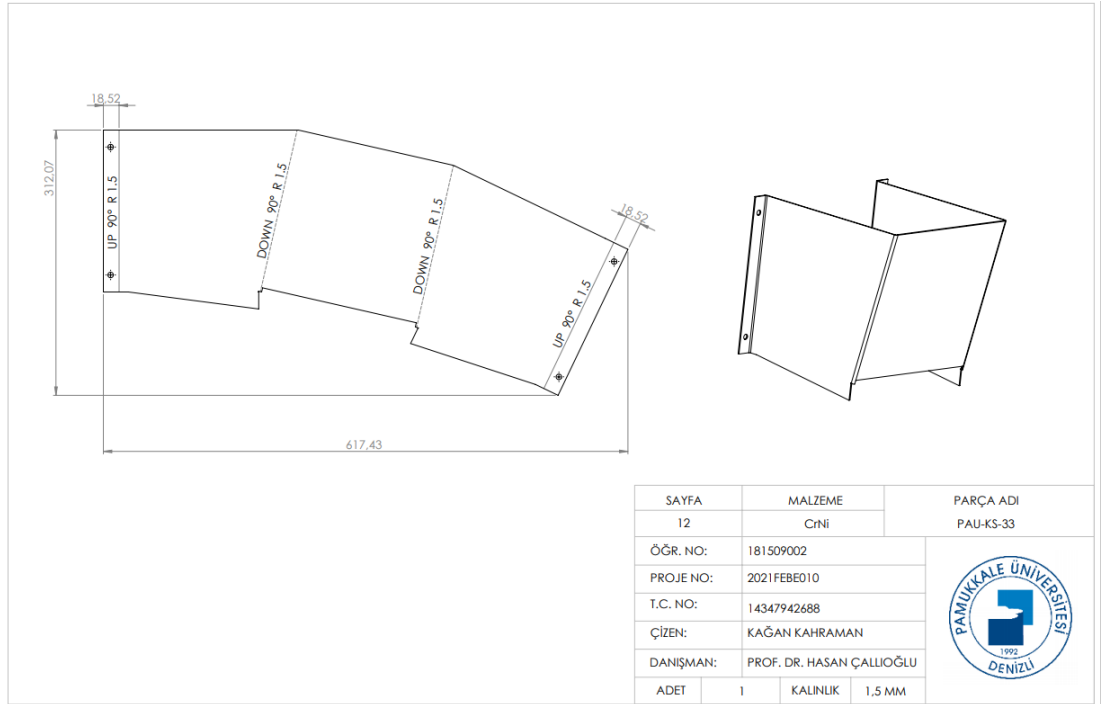 18,52
312,07
UP 90° R 1.5
DOWN 90° R 1.5
DOWN 90° R 1.5
18,52
UP 90° R 1.5
617,43
SAYFA MALZEME PARÇA ADI
12 CrNi PAU-KS-33
ÖĞR. NO: 181509002
PROJE NO: 2021FEBE010
T.C. NO: 14347942688
ÇİZEN: KAĞAN KAHRAMAN
DANIŞMAN: PROF. DR. HASAN ÇALLIOĞLU
ADET 1 KALINLIK 1,5 MM
PAMUKKALE ÜNİVERSİTESİ
1992
DENİZLİ